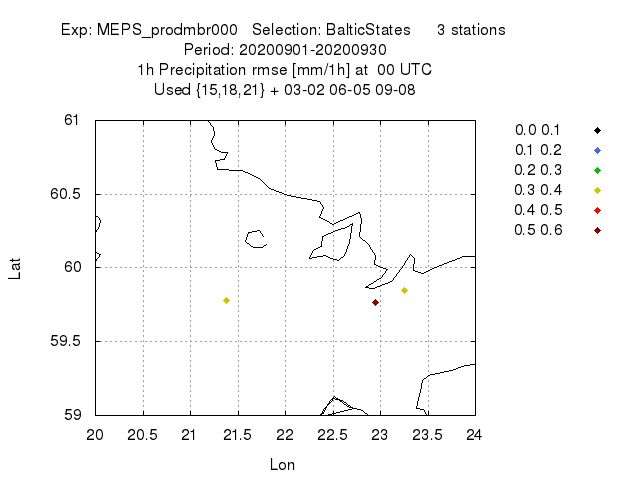 Exp: MEPS_prodmbr000 Selection: BalticStates 3 stations
Period: 20200901-20200930
1h Precipitation rmse [mm/1h] at 00 UTC
Used {15,18,21} + 03-02 06-05 09-08
61
60.5
60
59.5
59
Lat
20 20.5 21 21.5 22 22.5 23 23.5 24
Lon
0.0 0.1
0.1 0.2
0.2 0.3
0.3 0.4
0.4 0.5
0.5 0.6